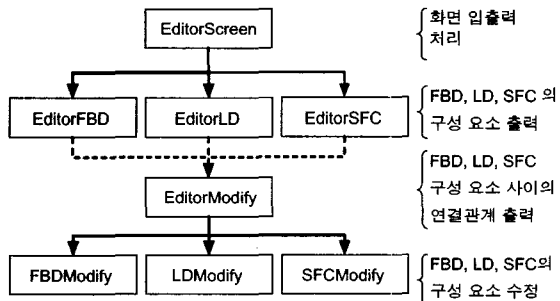 EditorScreen
화면 입출력
처리
EditorFBD
EditorLD
EditorSFC
FBD, LD, SFC 의
구성 요소 출력
EditorModify
FBD, LD, SFC
구성 요소 사이의
연결관계 출력
FBDModify
LDModify
SFCModify
FBD, LD, SFC의
구성 요소 수정